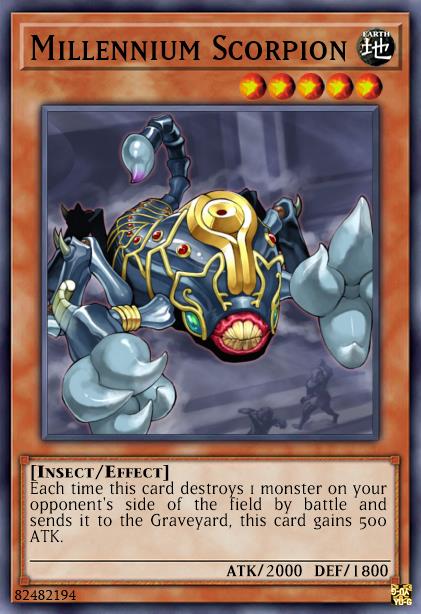 MILLENNIUM SCORPION
EARTH
地
[INSECT/EFFECT]
Each time this card destroys 1 monster on your
opponent's side of the field by battle and
sends it to the Graveyard, this card gains 500
ATK.
ATK/2000 DEF/1800
82482194